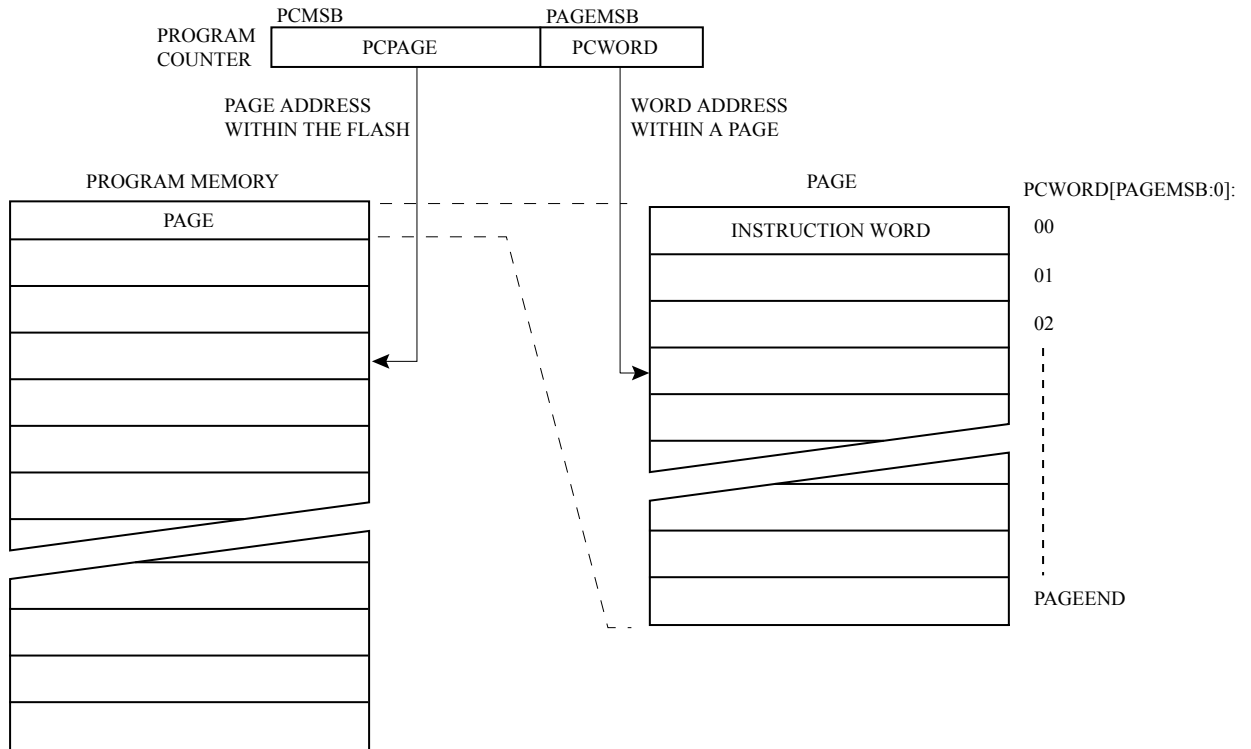 PCMSB
PAGEMSB
PROGRAM
COUNTER
PCPAGE
PCWORD
PAGE ADDRESS
WITHIN THE FLASH
WORD ADDRESS
WITHIN A PAGE
PROGRAM MEMORY
PAGE
PCWORD[PAGEMSB:0]:
PAGE
INSTRUCTION WORD
00
01
02
PAGEEND